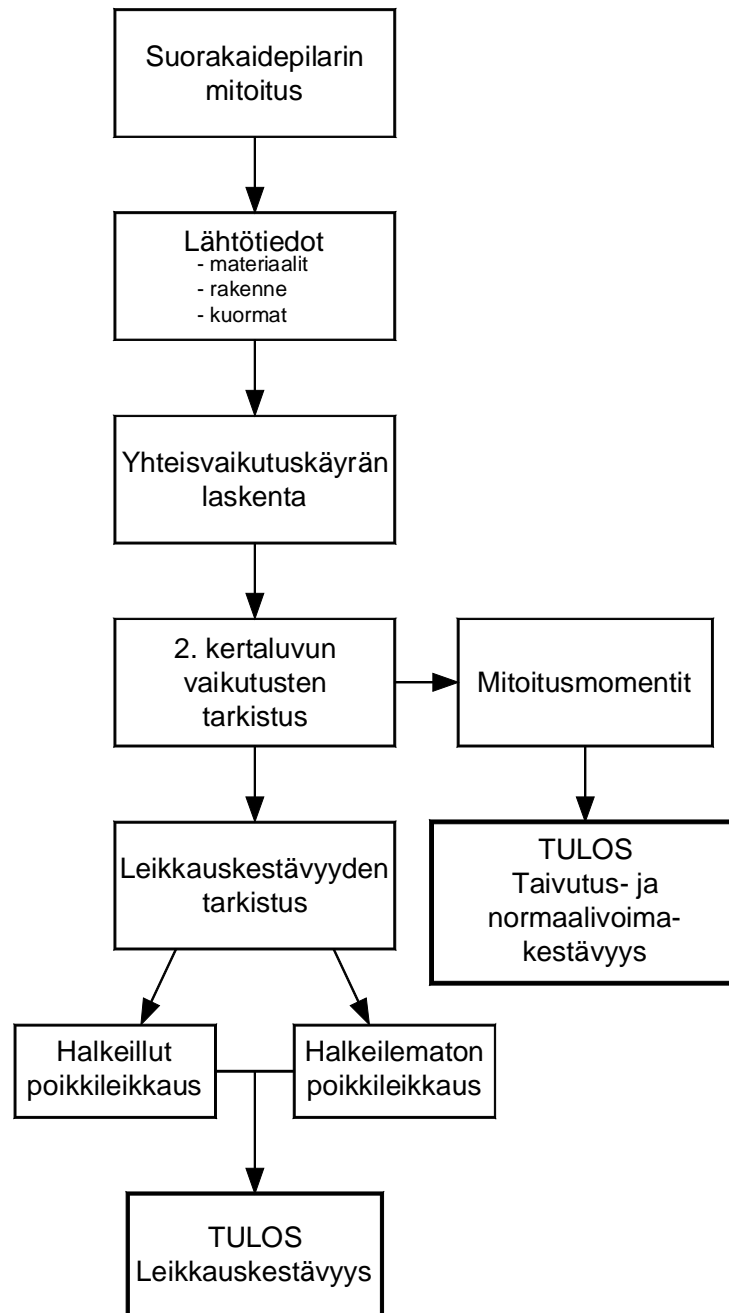 Suorakaidepilarin
mitoitus
Lähtötiedot
- materiaalit
- rakenne
- kuormat
Yhteisvaikutuskäyrän
laskenta
2. kertaluvun
vaikutusten
tarkistus
Mitoitusmomentit
Leikkauskestävyyden
tarkistus
TULOS
Taivutus- ja
normaalivoima-
kestävyys
Halkeillut
poikkileikkaus
Halkeilematon
poikkileikkaus
TULOS
Leikkauskestävyys